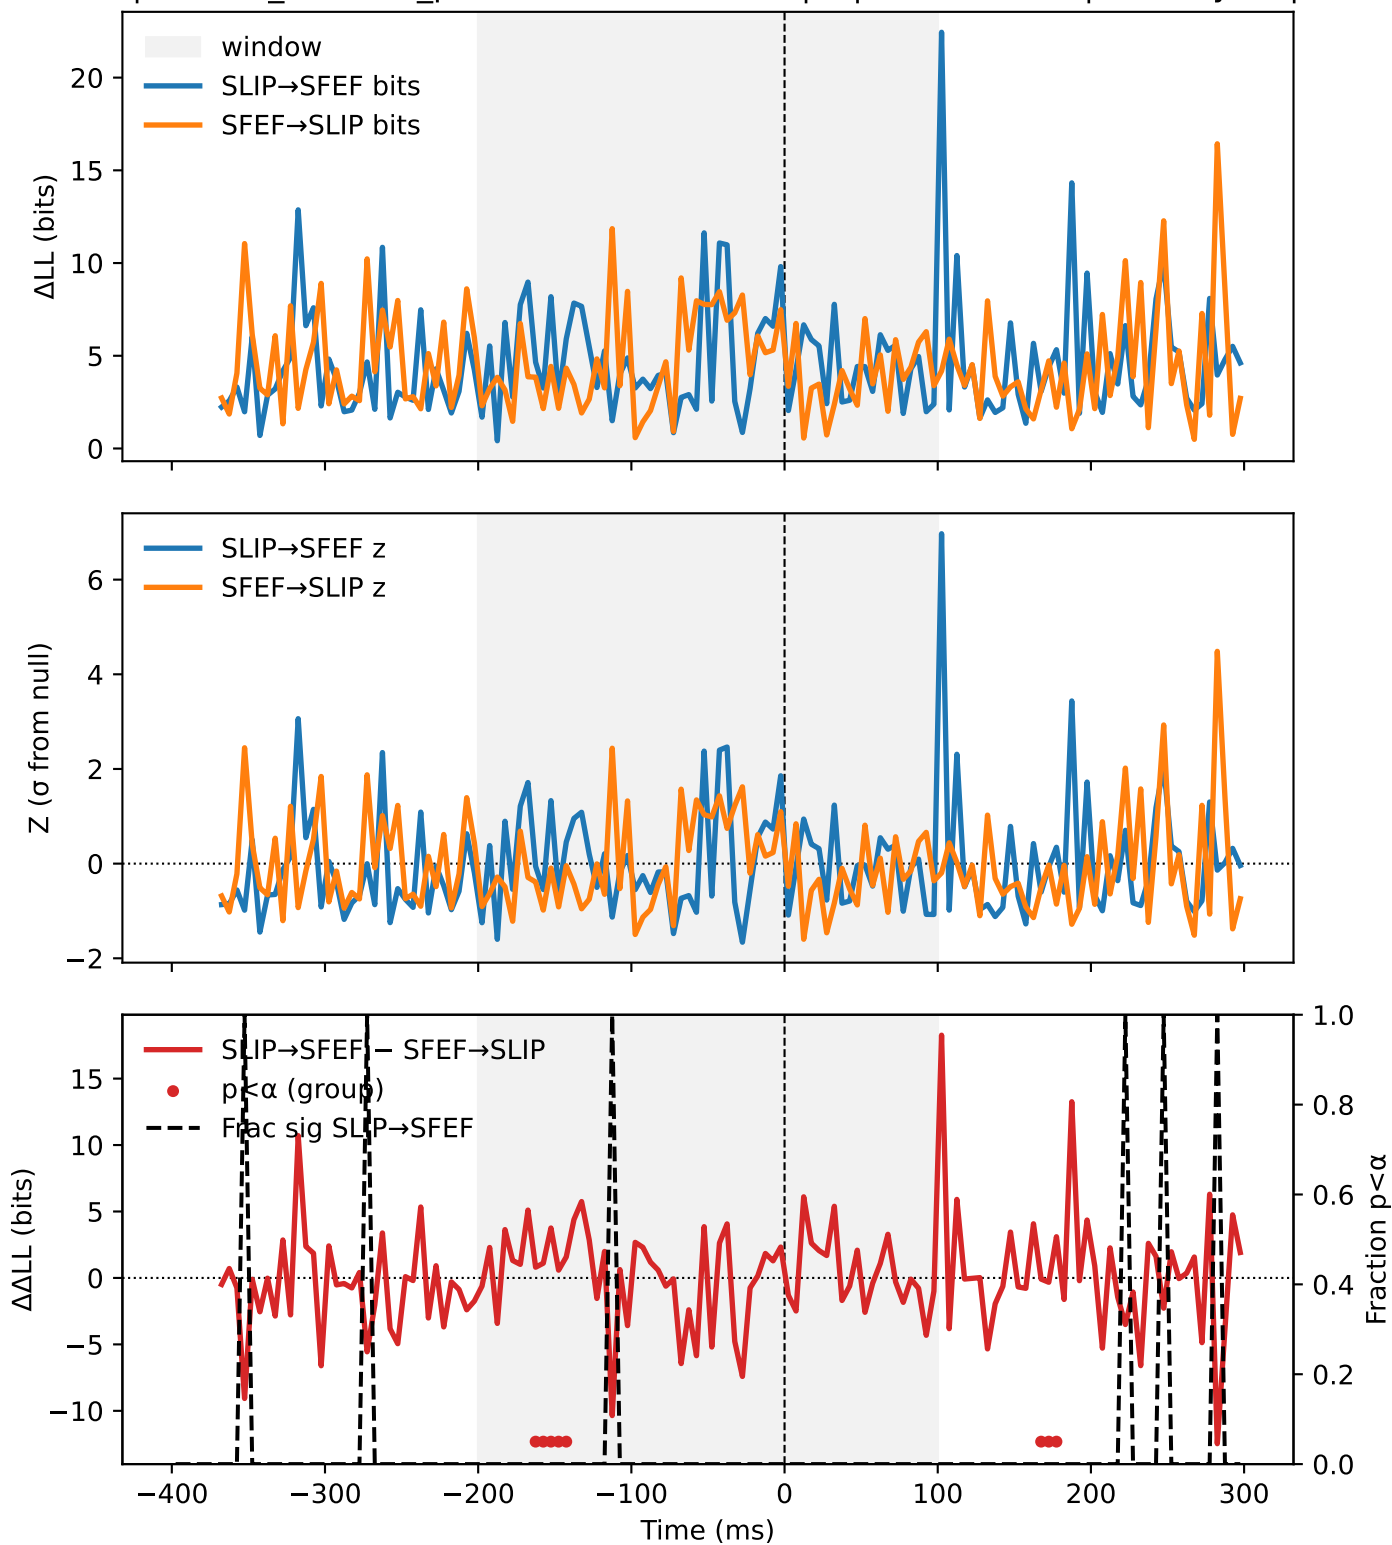 window
SLIP→SFEF bits
SFEF→SLIP bits
20
15
10
5
0
ΔLL (bits)
SLIP→SFEF z
SFEF→SLIP z
6
4
2
0
−2
Z (σ from null)
SLIP→SFEF − SFEF→SLIP
p<α (group)
Frac sig SLIP→SFEF
15
10
5
0
−5
−10
ΔΔLL (bits)
1.0
0.8
0.6
0.4
0.2
0.0
Fraction p<α
−400 −300 −200 −100 0 100 200 300
Time (ms)